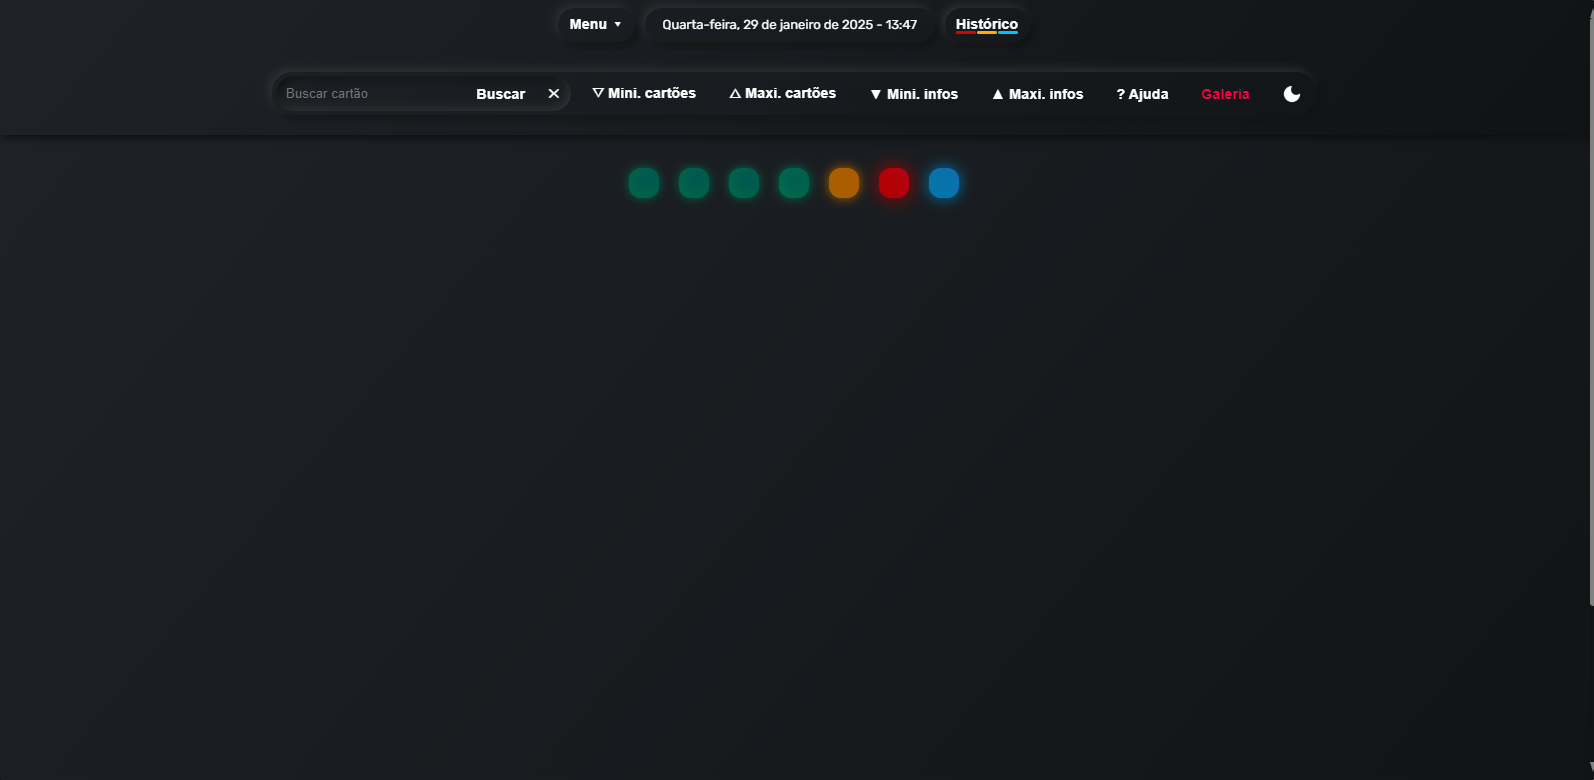 Menu ▼
Quarta-feira, 29 de janeiro de 2025 - 13:47
Histórico
Buscar cartão
Buscar ✕
▽ Mini. cartões
△ Maxi. cartões
▼ Mini. infos
▲ Maxi. infos
? Ajuda
Galeria